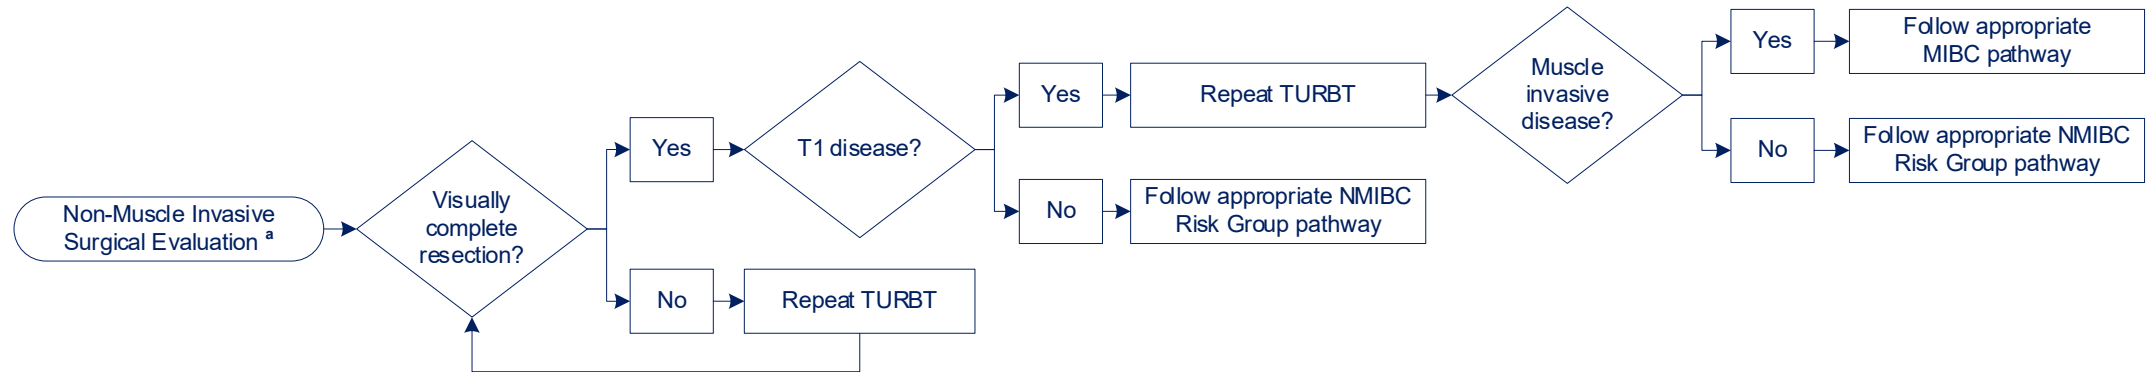 Non-Muscle Invasive
Surgical Evaluation a
Visually
complete
resection?
Yes
T1 disease?
Yes
Repeat TURBT
Muscle
invasive
disease?
Yes
Follow appropriate
MIBC pathway
No
Follow appropriate NMIBC
Risk Group pathway
No
Follow appropriate NMIBC
Risk Group pathway
No
Repeat TURBT